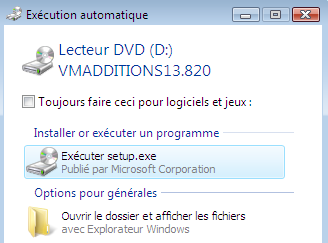 Exécution automatique
Lecteur DVD (D:)
VMADDITIONS13.820
Toujours faire ceci pour logiciels et jeux :
Installer or exécuter un programme
Exécuter setup.exe
Publié par Microsoft Corporation
Options pour générales
Ouvrir le dossier et afficher les fichiers
avec Explorateur Windows